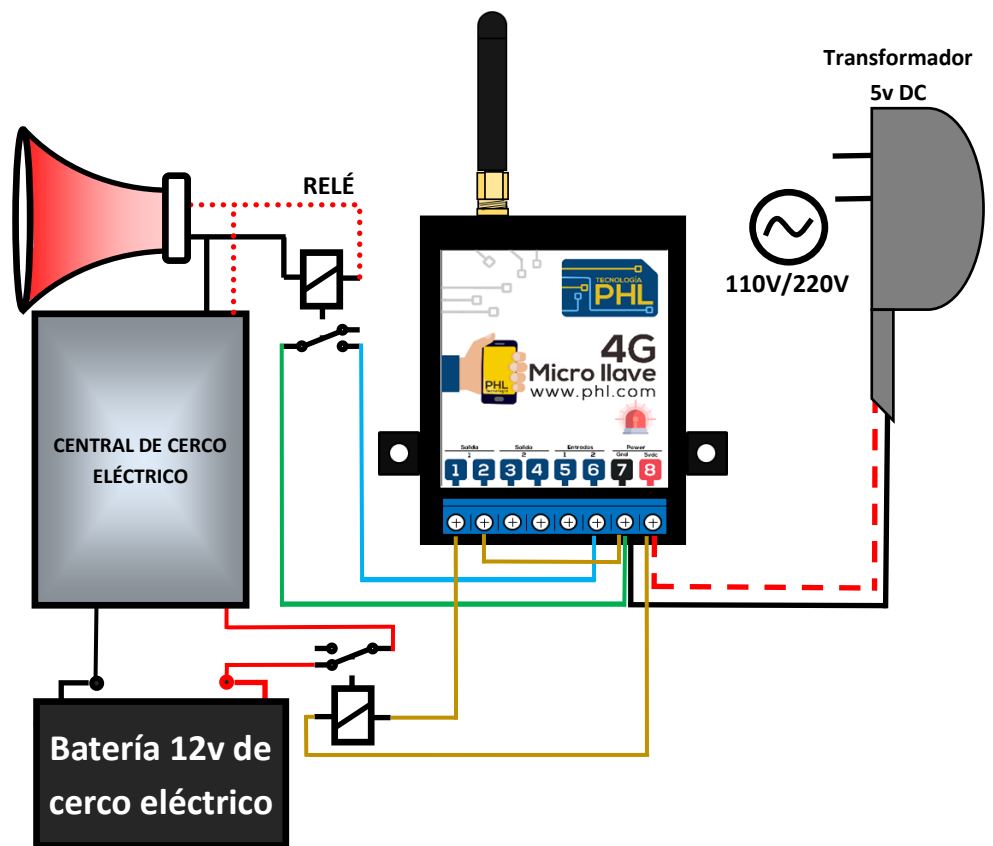 Transformador
5v DC
RELÉ
110V/220V
TECNOLOGÍA
PHL
4G
Micro llave
www.phl.com
PHL
Tecnología
Salida
1
Salida
2
Entradas
1 2
Power
Gnd 5vdc
1 2 3 4 5 6 7 8
CENTRAL DE CERCO
ELÉCTRICO
Batería 12v de
cerco eléctrico